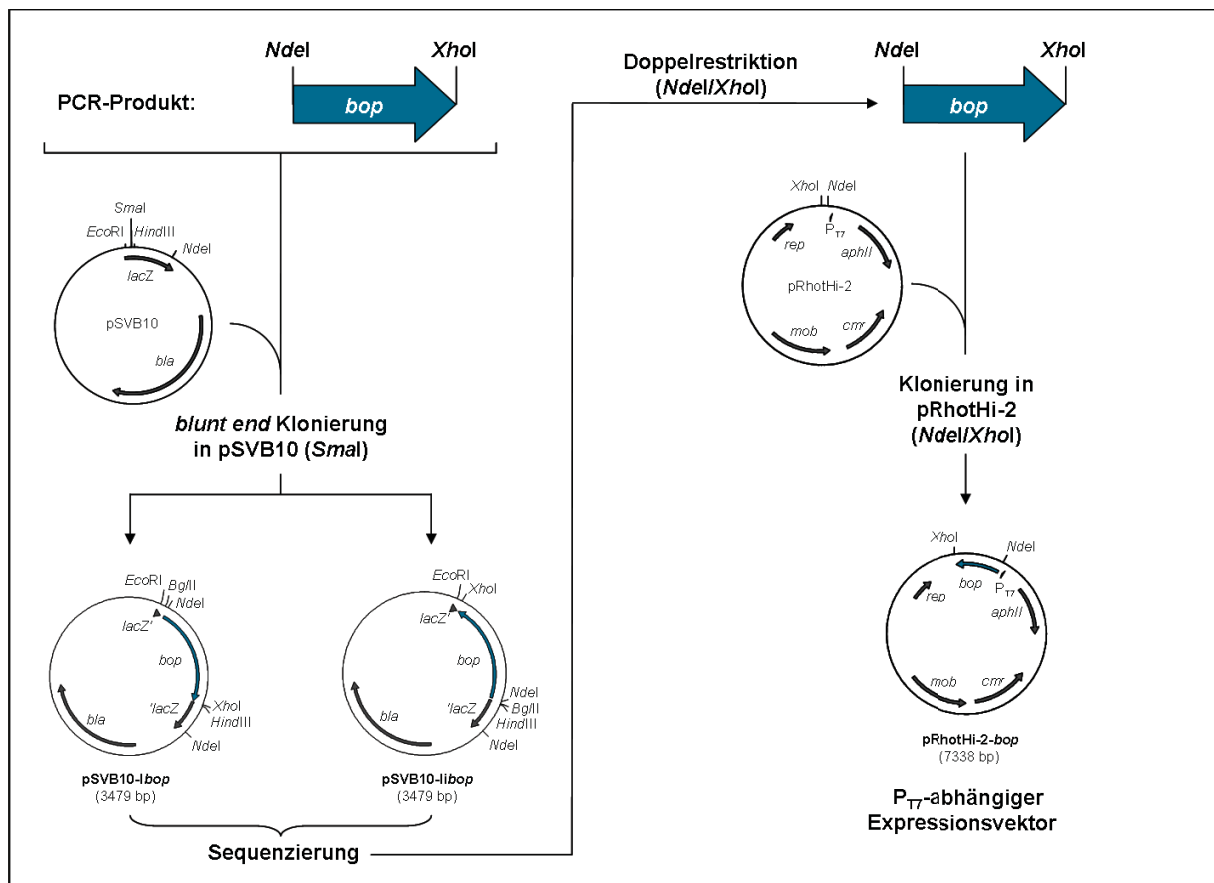 NdeI
XhoI
PCR-Produkt:
bop
SmaI
EcoRI
HindIII
NdeI
lacZ
pSVB10
bla
blunt end Klonierung
in pSVB10 (SmaI)
EcoRI
BglII
NdeI
lacZ'
bop
XhoI
HindIII
'lacZ
NdeI
bla
pSVB10-Ibop
(3479 bp)
EcoRI
XhoI
lacZ'
bop
NdeI
BglII
HindIII
'lacZ
NdeI
bla
pSVB10-Iibop
(3479 bp)
Sequenzierung
Doppelrestriktion
(NdeI/XhoI)
NdeI
XhoI
bop
XhoI
NdeI
PT7
rep
aphII
pRhotHi-2
mob
cmr
Klonierung in
pRhotHi-2
(NdeI/XhoI)
XhoI
NdeI
bop
PT7
rep
aphII
mob
cmr
pRhotHi-2-bop
(7338 bp)
PT7-abhängiger
Expressionsvektor